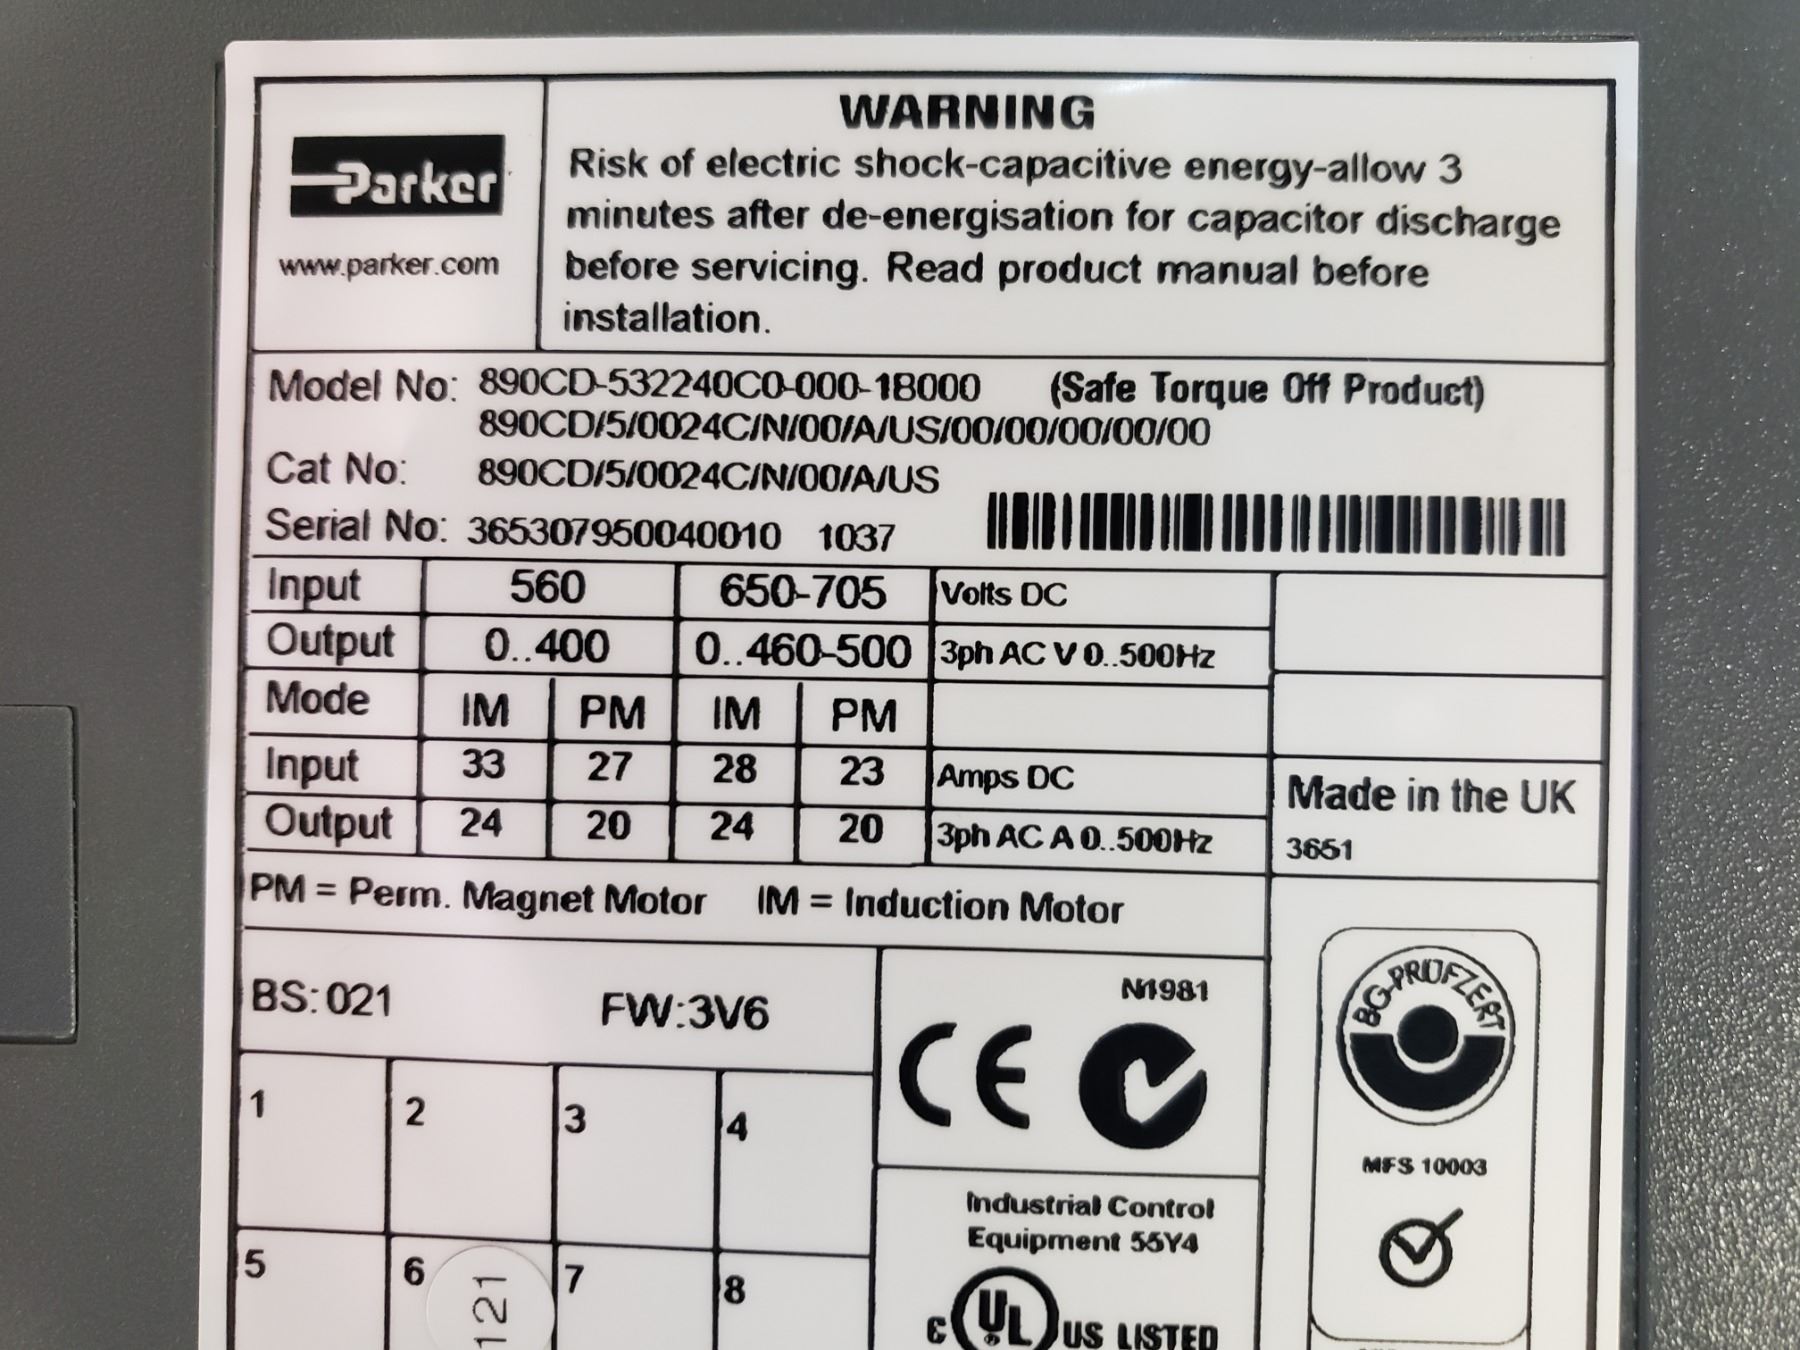 Parker
www.parker.com
WARNING
Risk of electric shock-capacitive energy-allow 3
minutes after de-energisation for capacitor discharge
before servicing. Read product manual before
installation.
Model No: 890CD-532240C0-000-1B000 (Safe Torque Off Product)
890CD/5/0024C/N/00/A/US/00/00/00/00/00
Cat No: 890CD/5/0024C/N/00/A/US
Serial No: 365307950040010 1037
Input 560 650-705 Volts DC
Output 0..400 0..460-500 3ph AC V 0..500Hz
Mode IM PM IM PM
Input 33 27 28 23 Amps DC
Output 24 20 24 20 3ph AC A 0..500Hz
Made in the UK
3651
PM = Perm. Magnet Motor IM = Induction Motor
BS: 021 FW:3V6
N1981
CE
BG-PRÜFZERT
MFS 10003
1 2 3 4
5 6 7 8
121
Industrial Control
Equipment 55Y4
c UL US LISTED